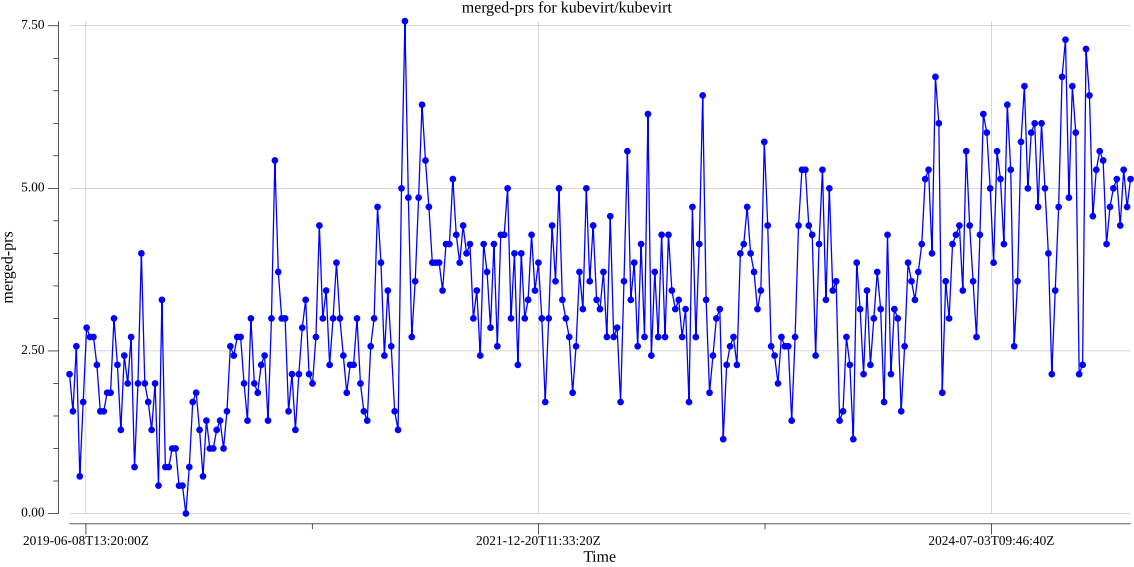 merged-prs for kubevirt/kubevirt
7.50
5.00
2.50
0.00
merged-prs
2019-06-08T13:20:00Z
2021-12-20T11:33:20Z
2024-07-03T09:46:40Z
Time